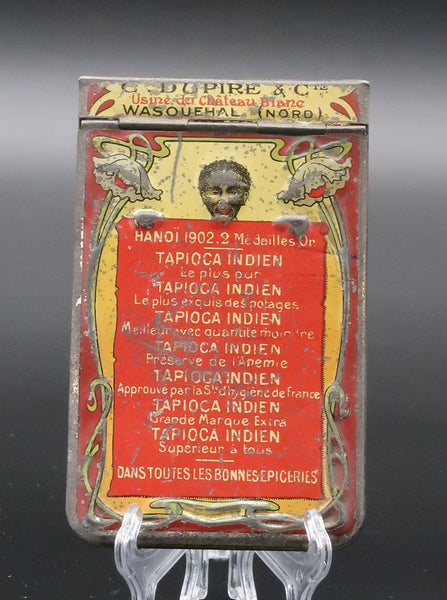 C. DUPIRE & Cie
Usine du Château Blanc
WASQUEHAL (NORD)
HANOÏ 1902. 2 Médailles Or
TAPIOCA INDIEN
Le plus pur
TAPIOCA INDIEN
Le plus exquis des potages
TAPIOCA INDIEN
Meilleur avec quantité moindre
TAPIOCA INDIEN
Préserve de l'Anemie
TAPIOCA INDIEN
Approuvé par la Sté d'hygiène de france
TAPIOCA INDIEN
Grande Marque Extra
TAPIOCA INDIEN
Supérieur à tous
DANS TOUTES LES BONNES EPICERIES